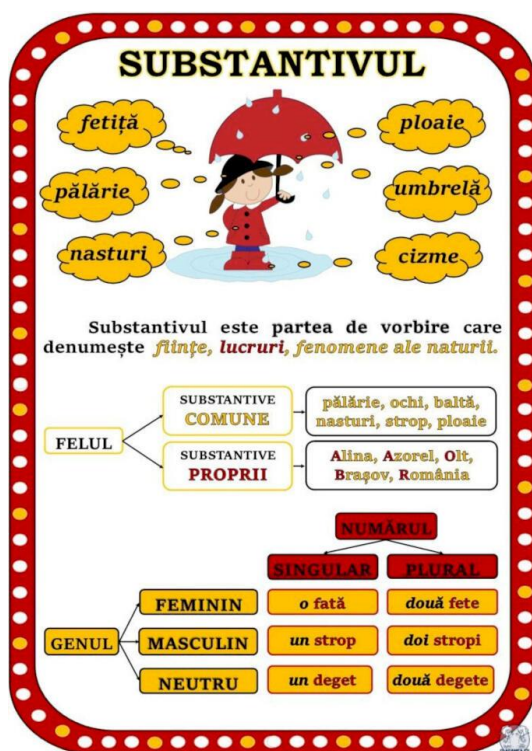 SUBSTANTIVUL
fetiță
ploaie
pălărie
umbrelă
nasturi
cizme
Substantivul este partea de vorbire care
denumește ființe, lucruri, fenomene ale naturii.
FELUL
SUBSTANTIVE
COMUNE
pălărie, ochi, baltă,
nasturi, strop, ploaie
SUBSTANTIVE
PROPRII
Alina, Azorel, Olt,
Brașov, România
NUMĂRUL
SINGULAR
PLURAL
GENUL
FEMININ
o fată
două fete
MASCULIN
un strop
doi stropi
NEUTRU
un deget
două degete